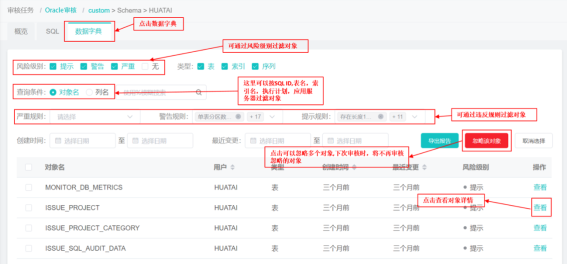 审核任务 / Oracle审核 / custom > Schema > HUATAI
概览 SQL 数据字典
点击数据字典
可通过风险级别过滤对象
风险级别: 提示 警告 严重 无 类型: 表 索引 序列
这里可以按SQL ID,表名，索引名，执行计划，应用服务器过滤对象
查询条件: 对象名 列名
可通过违反规则过滤对象
严重规则: 请选择 警告规则: 单表分区数... + 17 提示规则: 存在长度1... + 11
创建时间: 选择日期 至 选择日期 最近变更: 选择日期 至 选择日期 导出报告 忽略该对象 取消选择
点击可以忽略多个对象,下次审核时，将不再审核忽略的对象
对象名 用户 类型 创建时间 最近变更 风险级别 操作
MONITOR_DB_METRICS HUATAI 表 三个月前 三个月前 提示 查看
点击查看对象详情
ISSUE_PROJECT HUATAI 表 三个月前 三个月前 提示 查看
ISSUE_PROJECT_CATEGORY HUATAI 表 三个月前 三个月前 提示 查看
ISSUE_SQL_AUDIT_DATA HUATAI 表 三个月前 三个月前 提示 查看